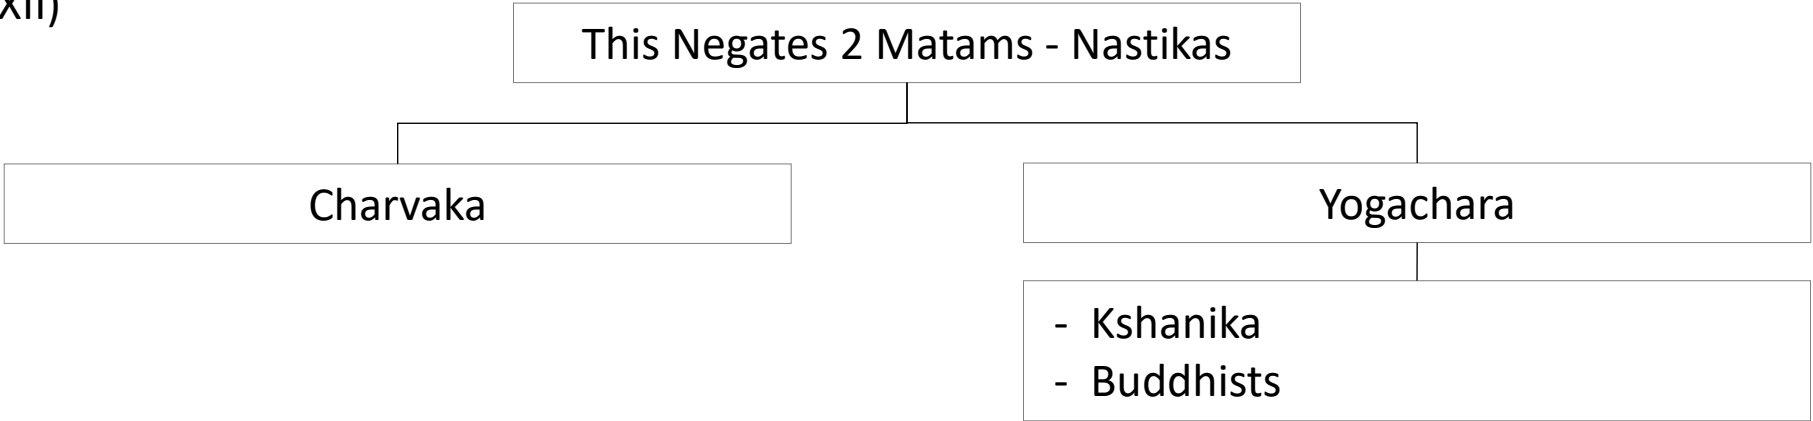 XII)
This Negates 2 Matams - Nastikas
Charvaka
Yogachara
- Kshanika
- Buddhists